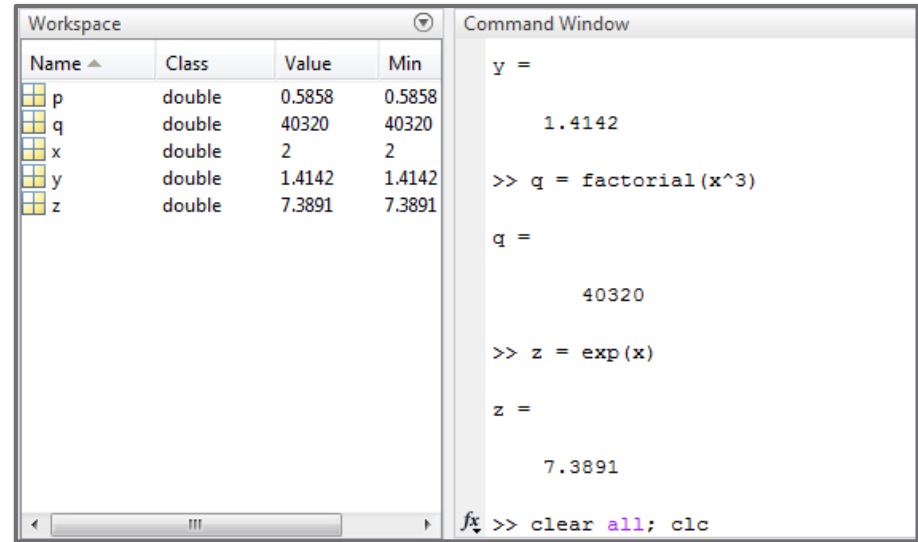 Workspace
Name Class Value Min
p double 0.5858 0.5858
q double 40320 40320
x double 2 2
y double 1.4142 1.4142
z double 7.3891 7.3891
Command Window
y =
1.4142
>> q = factorial(x^3)
q =
40320
>> z = exp(x)
z =
7.3891
fx >> clear all; clc